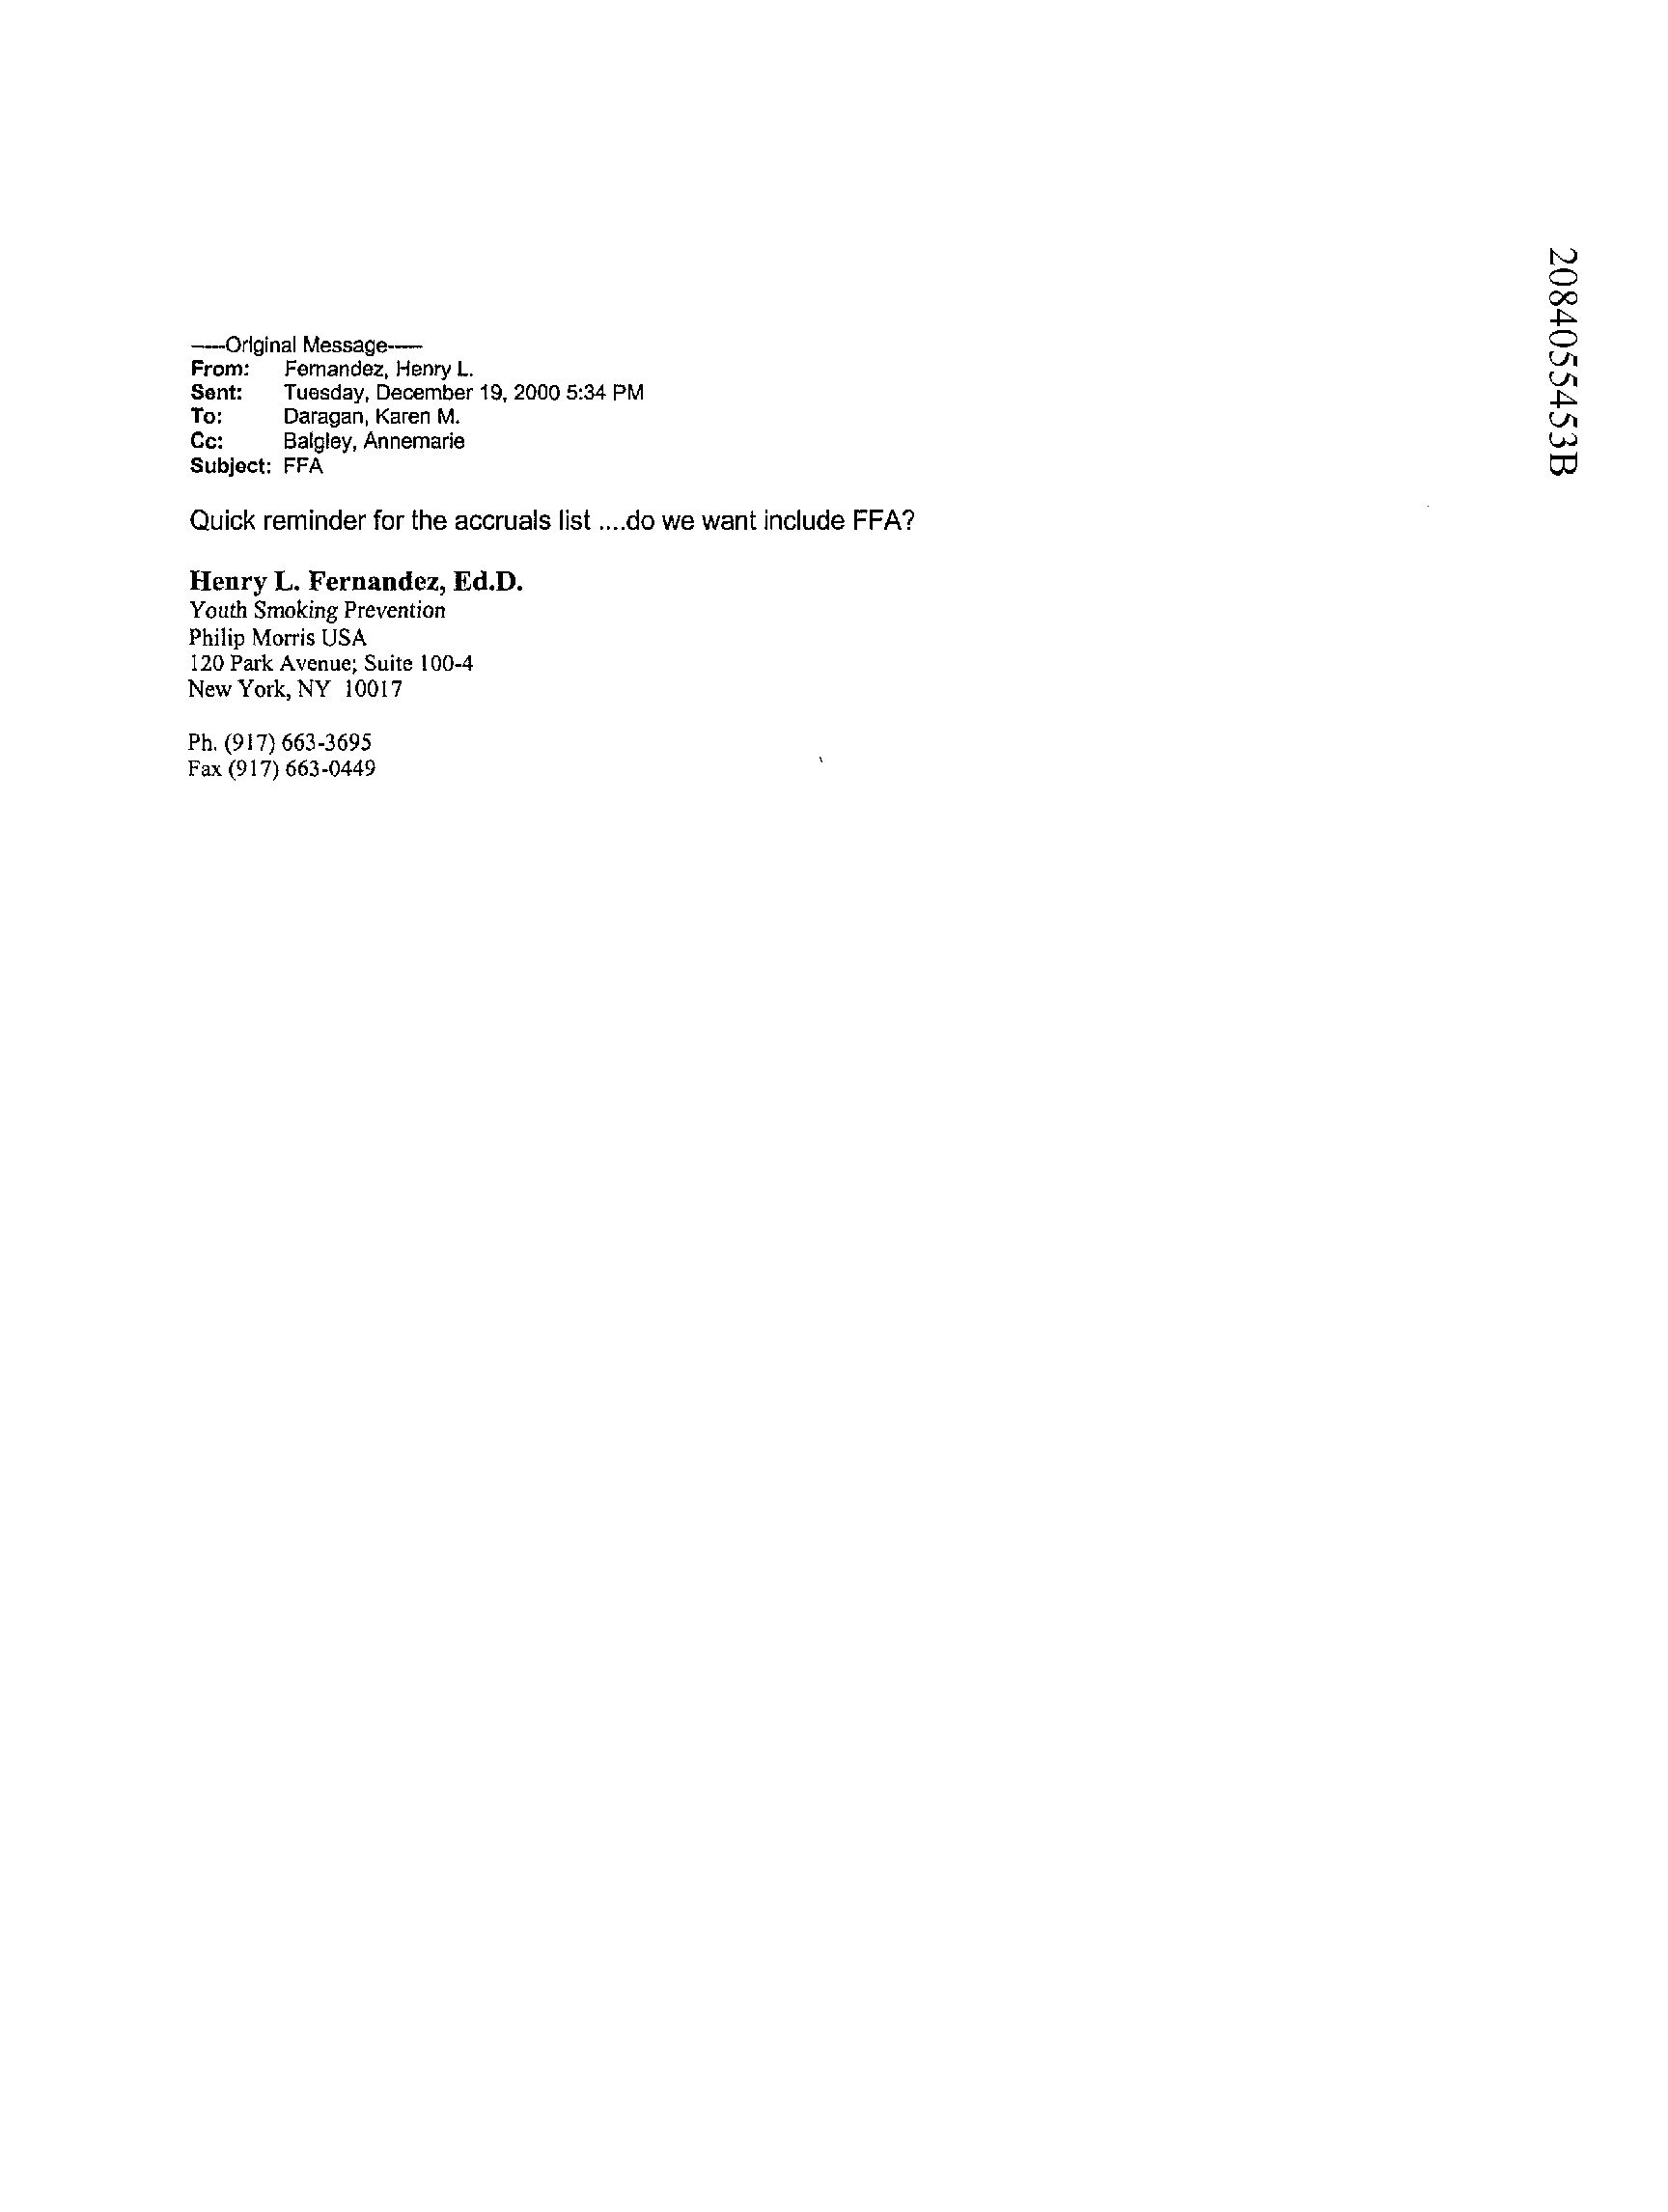 -----Original Message-----
From: Fernandez, Henry L.
Sent: Tuesday, December 19, 2000 5:34 PM
To: Daragan, Karen M.
Cc: Balgley, Annemarie
Subject: FFA
Quick reminder for the accruals list ....do we want include FFA?
Henry L. Fernandez, Ed.D.
Youth Smoking Prevention
Philip Morris USA
120 Park Avenue; Suite 100-4
New York, NY 10017
Ph. (917) 663-3695
Fax (917) 663-0449
2084055453B